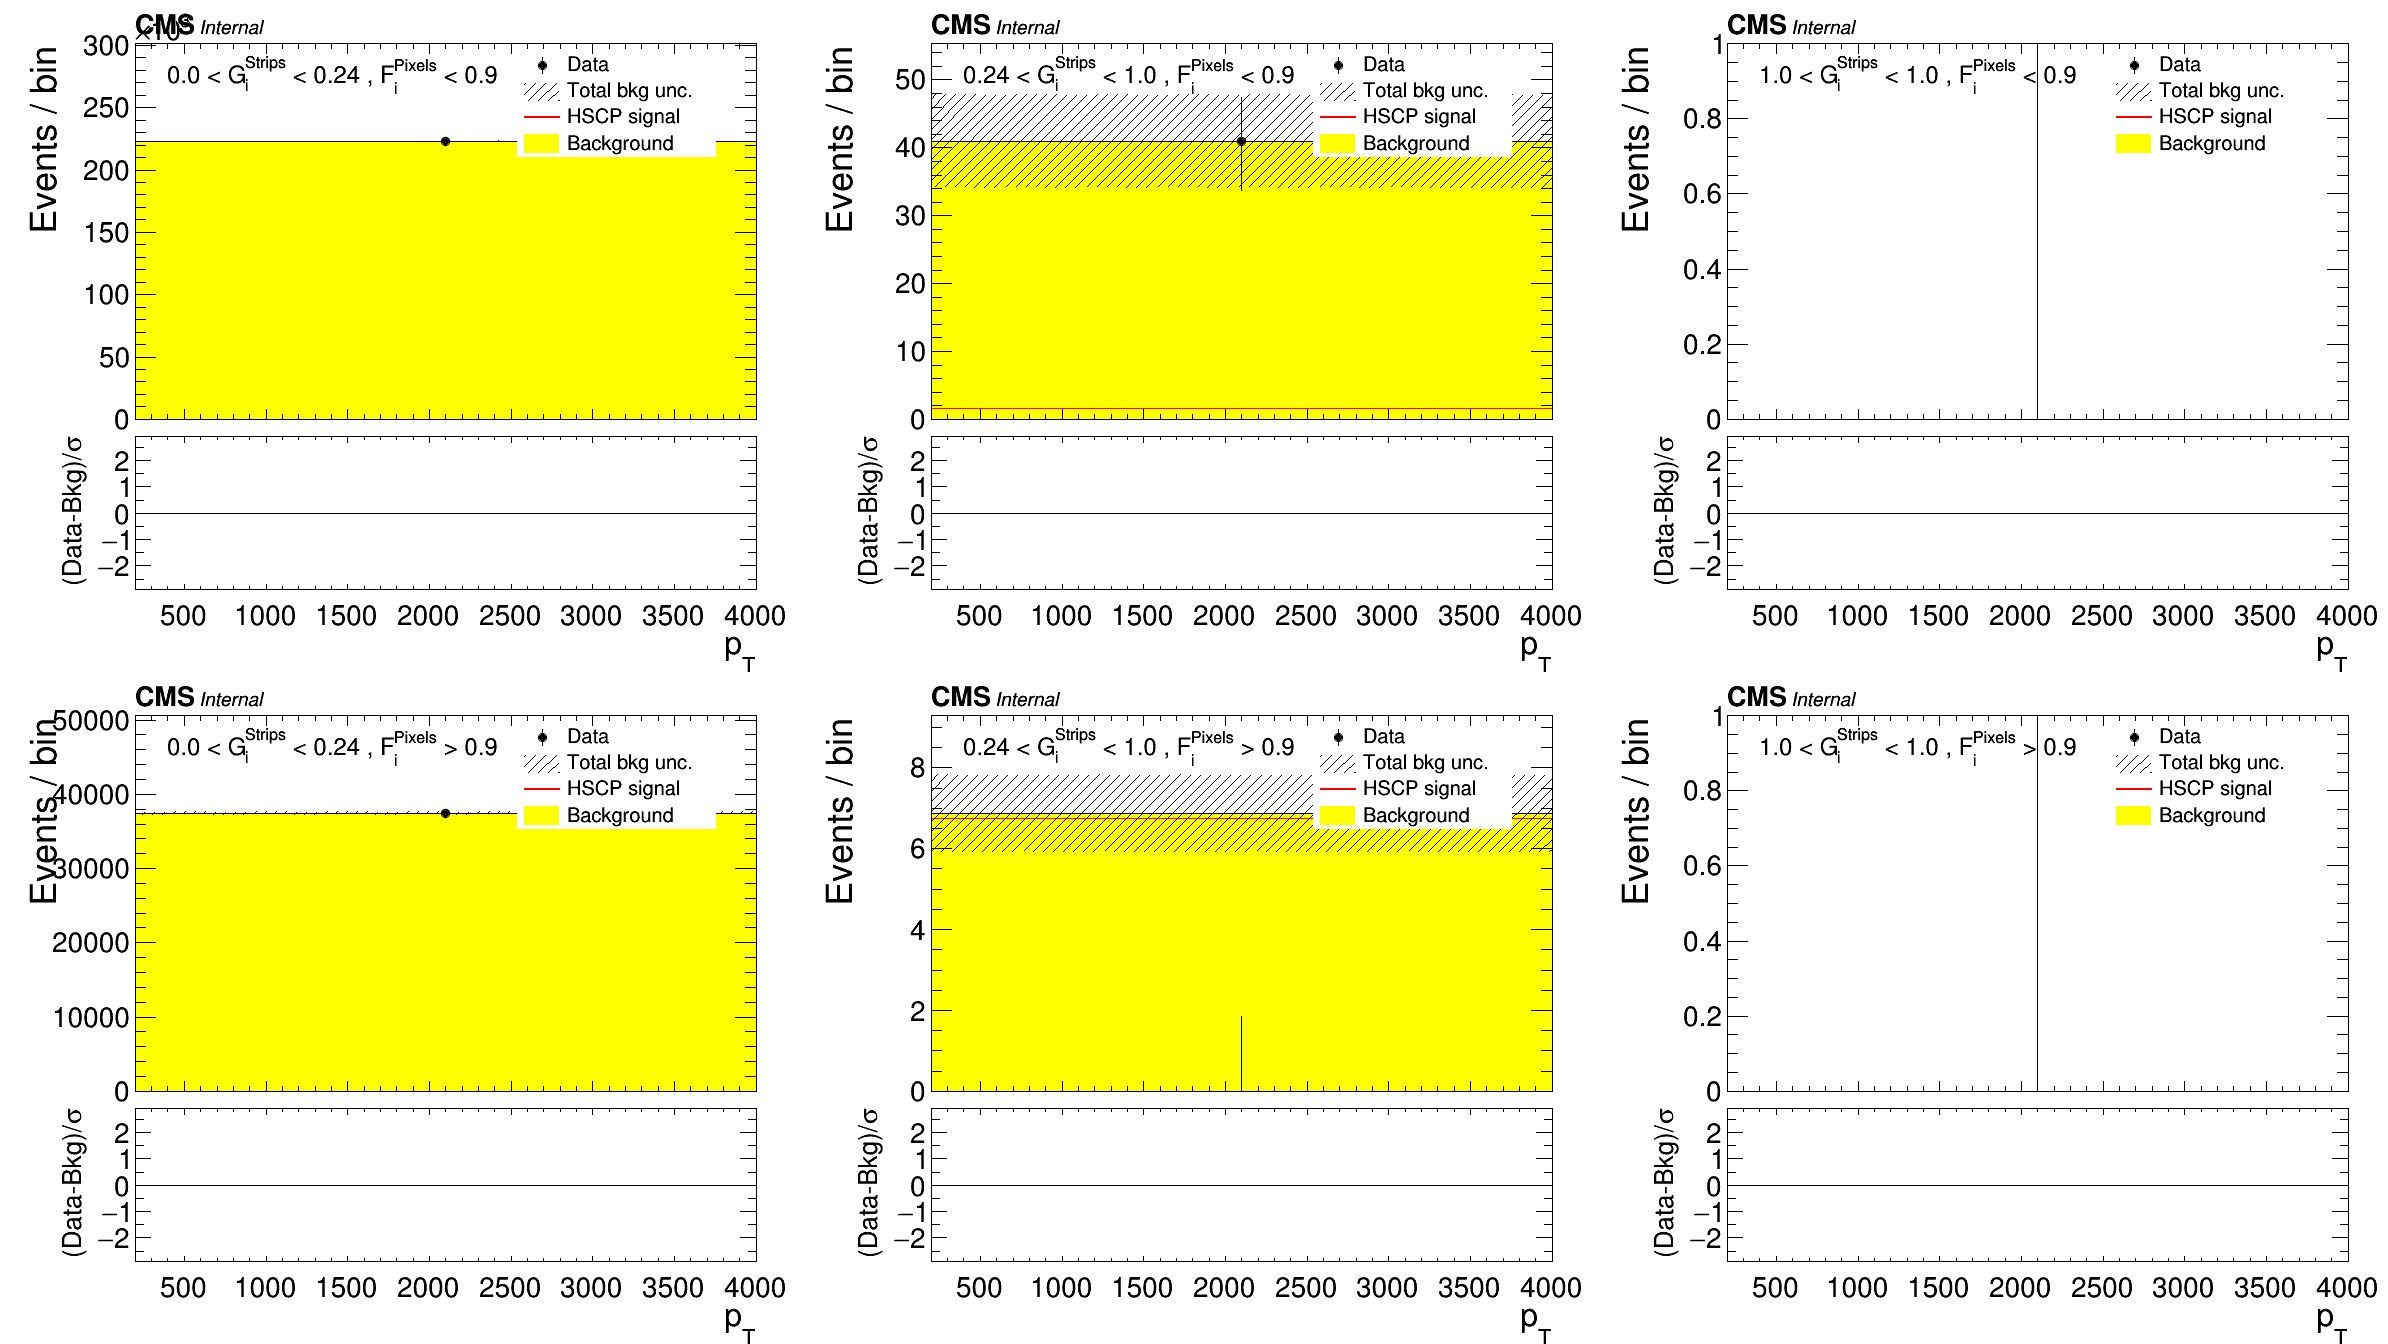 CMS Internal
0.0 < G_i^Strips < 0.24 , F_i^Pixels < 0.9
Data
Total bkg unc.
HSCP signal
Background
Events / bin
300
250
200
150
100
50
0
(Data-Bkg)/σ
2
1
0
−1
−2
500 1000 1500 2000 2500 3000 3500 4000
p_T
CMS Internal
0.24 < G_i^Strips < 1.0 , F_i^Pixels < 0.9
Data
Total bkg unc.
HSCP signal
Background
Events / bin
50
40
30
20
10
0
(Data-Bkg)/σ
2
1
0
−1
−2
500 1000 1500 2000 2500 3000 3500 4000
p_T
CMS Internal
1.0 < G_i^Strips < 1.0 , F_i^Pixels < 0.9
Data
Total bkg unc.
HSCP signal
Background
Events / bin
1
0.8
0.6
0.4
0.2
0
(Data-Bkg)/σ
2
1
0
−1
−2
500 1000 1500 2000 2500 3000 3500 4000
p_T
CMS Internal
0.0 < G_i^Strips < 0.24 , F_i^Pixels > 0.9
Data
Total bkg unc.
HSCP signal
Background
Events / bin
50000
40000
30000
20000
10000
0
(Data-Bkg)/σ
2
1
0
−1
−2
500 1000 1500 2000 2500 3000 3500 4000
p_T
CMS Internal
0.24 < G_i^Strips < 1.0 , F_i^Pixels > 0.9
Data
Total bkg unc.
HSCP signal
Background
Events / bin
8
6
4
2
0
(Data-Bkg)/σ
2
1
0
−1
−2
500 1000 1500 2000 2500 3000 3500 4000
p_T
CMS Internal
1.0 < G_i^Strips < 1.0 , F_i^Pixels > 0.9
Data
Total bkg unc.
HSCP signal
Background
Events / bin
1
0.8
0.6
0.4
0.2
0
(Data-Bkg)/σ
2
1
0
−1
−2
500 1000 1500 2000 2500 3000 3500 4000
p_T